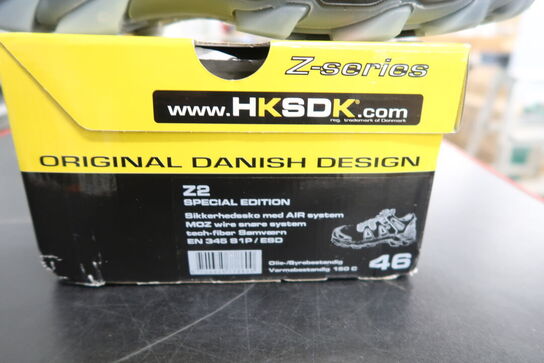 Z-series
www.HKSDK.com
reg. trademark of Denmark
ORIGINAL DANISH DESIGN
Z2
SPECIAL EDITION
Sikkerhedssko med AIR system
MOZ wire snøre system
tech-fiber Sømværn
EN 345 S1P/ESD
Olie-/Syrebestandig
Varmebestandig 150 C
46